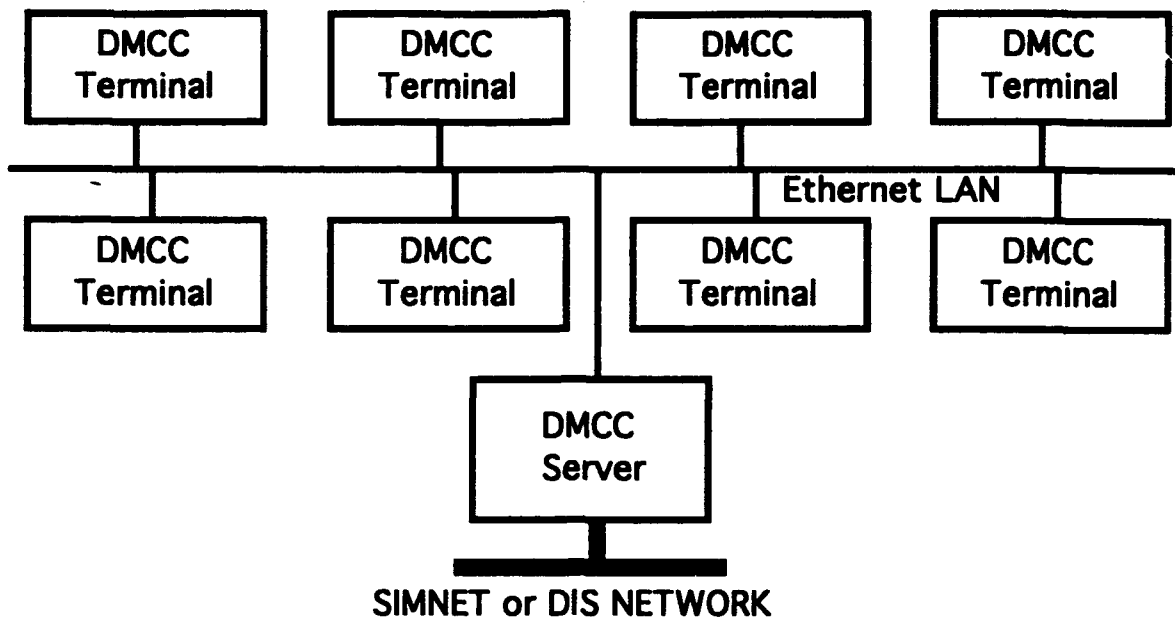 DMCC
Terminal
DMCC
Terminal
DMCC
Terminal
DMCC
Terminal
Ethernet LAN
DMCC
Terminal
DMCC
Terminal
DMCC
Terminal
DMCC
Terminal
DMCC
Server
SIMNET or DIS NETWORK